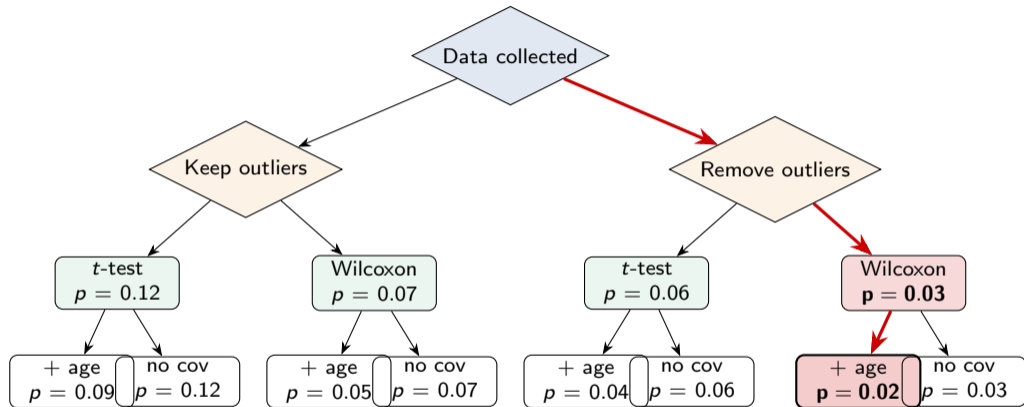 Data collected
Keep outliers
Remove outliers
t-test
p = 0.12
Wilcoxon
p = 0.07
t-test
p = 0.06
Wilcoxon
p = 0.03
+ age
p = 0.09
no cov
p = 0.12
+ age
p = 0.05
no cov
p = 0.07
+ age
p = 0.04
no cov
p = 0.06
+ age
p = 0.02
no cov
p = 0.03